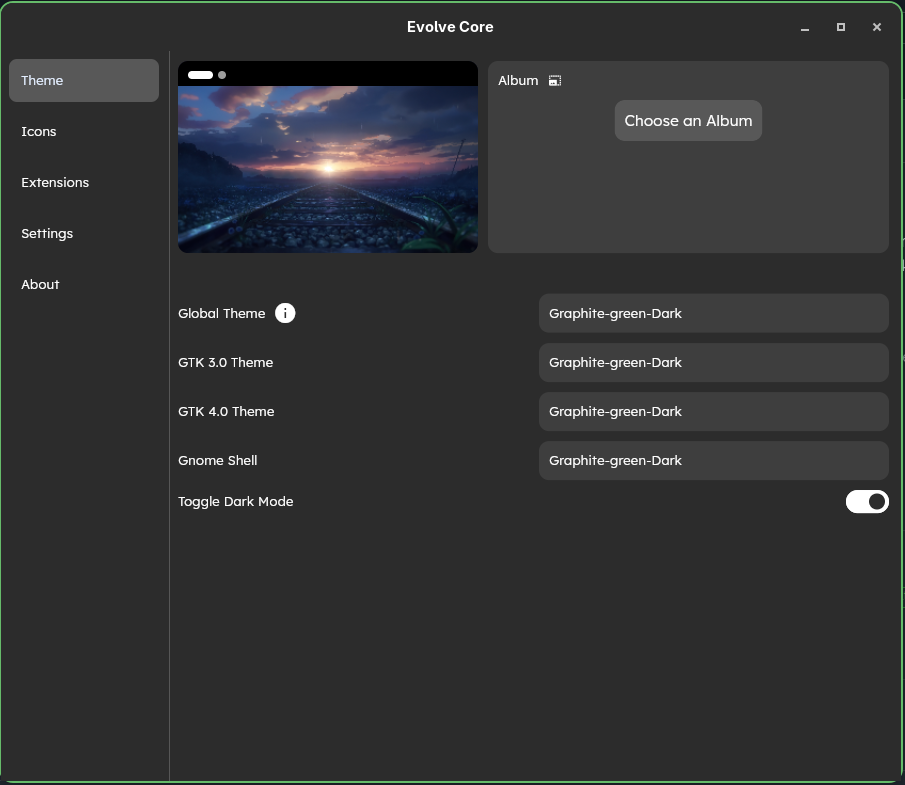 Evolve Core
Theme
Icons
Extensions
Settings
About
Album
Choose an Album
Global Theme
Graphite-green-Dark
GTK 3.0 Theme
Graphite-green-Dark
GTK 4.0 Theme
Graphite-green-Dark
Gnome Shell
Graphite-green-Dark
Toggle Dark Mode